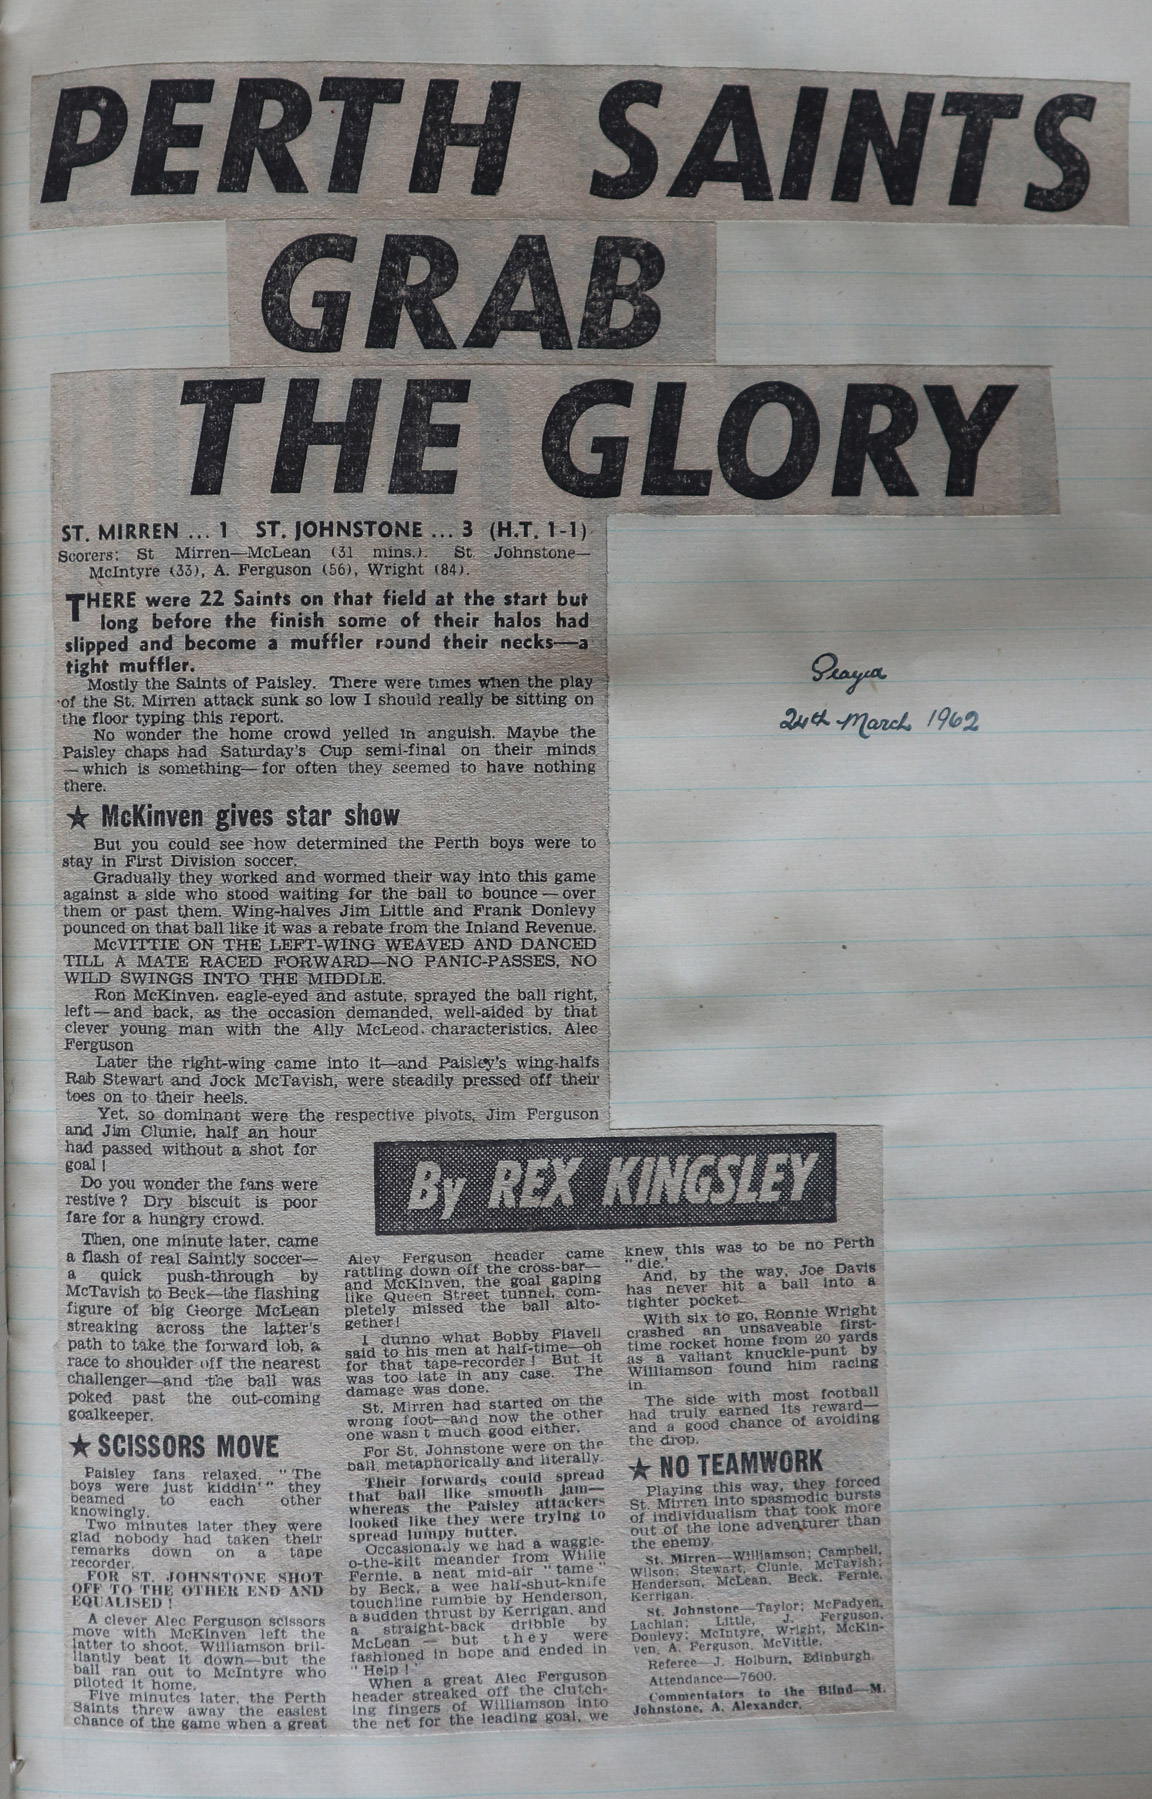 PERTH SAINTS
GRAB
THE GLORY
ST. MIRREN ... 1 ST. JOHNSTONE ... 3 (H.T. 1-1)
Scorers: St Mirren—McLean (31 mins.). St. Johnstone—
McIntyre (33), A. Ferguson (56), Wright (84).
THERE were 22 Saints on that field at the start but
long before the finish some of their halos had
slipped and become a muffler round their necks—a
tight muffler.
Mostly the Saints of Paisley. There were times when the play
of the St. Mirren attack sunk so low I should really be sitting on
the floor typing this report.
No wonder the home crowd yelled in anguish. Maybe the
Paisley chaps had Saturday's Cup semi-final on their minds
—which is something—for often they seemed to have nothing
there.
★ McKinven gives star show
But you could see how determined the Perth boys were to
stay in First Division soccer.
Gradually they worked and wormed their way into this game
against a side who stood waiting for the ball to bounce—over
them or past them. Wing-halves Jim Little and Frank Donlevy
pounced on that ball like it was a rebate from the Inland Revenue.
McVITTIE ON THE LEFT-WING WEAVED AND DANCED
TILL A MATE RACED FORWARD—NO PANIC-PASSES, NO
WILD SWINGS INTO THE MIDDLE.
Ron McKinven, eagle-eyed and astute, sprayed the ball right,
left—and back, as the occasion demanded, well-aided by that
clever young man with the Ally McLeod characteristics, Alec
Ferguson
Later the right-wing came into it—and Paisley's wing-halfs
Rab Stewart and Jock McTavish, were steadily pressed off their
toes on to their heels.
Yet, so dominant were the respective pivots, Jim Ferguson
and Jim Clunie, half an hour
had passed without a shot for
goal!
Do you wonder the fans were
restive? Dry biscuit is poor
fare for a hungry crowd.
Then, one minute later, came
a flash of real Saintly soccer—
a quick push-through by
McTavish to Beck—the flashing
figure of big George McLean
streaking across the latter's
path to take the forward lob, a
race to shoulder off the nearest
challenger—and the ball was
poked past the out-coming
goalkeeper.
★ SCISSORS MOVE
Paisley fans relaxed. "The
boys were just kiddin'" they
beamed to each other
knowingly.
Two minutes later they were
glad nobody had taken their
remarks down on a tape
recorder.
FOR ST. JOHNSTONE SHOT
OFF TO THE OTHER END AND
EQUALISED!
A clever Alec Ferguson scissors
move with McKinven left the
latter to shoot. Williamson bril-
liantly beat it down—but the
ball ran out to McIntyre who
piloted it home.
Five minutes later, the Perth
Saints threw away the easiest
chance of the game when a great
By REX KINGSLEY
Alev Ferguson header came
rattling down off the cross-bar—
and McKinven, the goal gaping
like Queen Street tunnel, com-
pletely missed the ball alto-
gether!
I dunno what Bobby Flavell
said to his men at half-time—oh
for that tape-recorder! But it
was too late in any case. The
damage was done.
St. Mirren had started on the
wrong foot—and now the other
one wasn't much good either.
For St. Johnstone were on the
ball, metaphorically and literally.
Their forwards could spread
that ball like smooth jam—
whereas the Paisley attackers
looked like they were trying to
spread lumpy butter.
Occasionally we had a waggle-
o-the-kilt meander from Willie
Fernie, a neat mid-air "tame"
by Beck, a wee half-shut-knife
touchline rumble by Henderson,
a sudden thrust by Kerrigan, and
a straight-back dribble by
McLean — but they were
fashioned in hope and ended in
"Help!"
When a great Alec Ferguson
header streaked off the clutch-
ing fingers of Williamson into
the net for the leading goal, we
knew this was to be no Perth
"die."
And, by the way, Joe Davis
has never hit a ball into a
tighter pocket.
With six to go, Ronnie Wright
crashed an unsaveable first-
time rocket home from 20 yards
as a valiant knuckle-punt by
Williamson found him racing
in.
The side with most football
had truly earned its reward—
and a good chance of avoiding
the drop.
★ NO TEAMWORK
Playing this way, they forced
St. Mirren into spasmodic bursts
of individualism that took more
out of the lone adventurer than
the enemy.
St. Mirren—Williamson; Campbell,
Wilson; Stewart, Clunie, McTavish;
Henderson, McLean, Beck, Fernie,
Kerrigan.
St. Johnstone—Taylor; McFadyen,
Lachlan; Little, J. Ferguson,
Donlevy; McIntyre, Wright, McKin-
ven, A. Ferguson, McVittie.
Referee—J. Holburn, Edinburgh.
Attendance—7600.
Commentators to the Blind—M.
Johnstone, A. Alexander.
24th March 1962